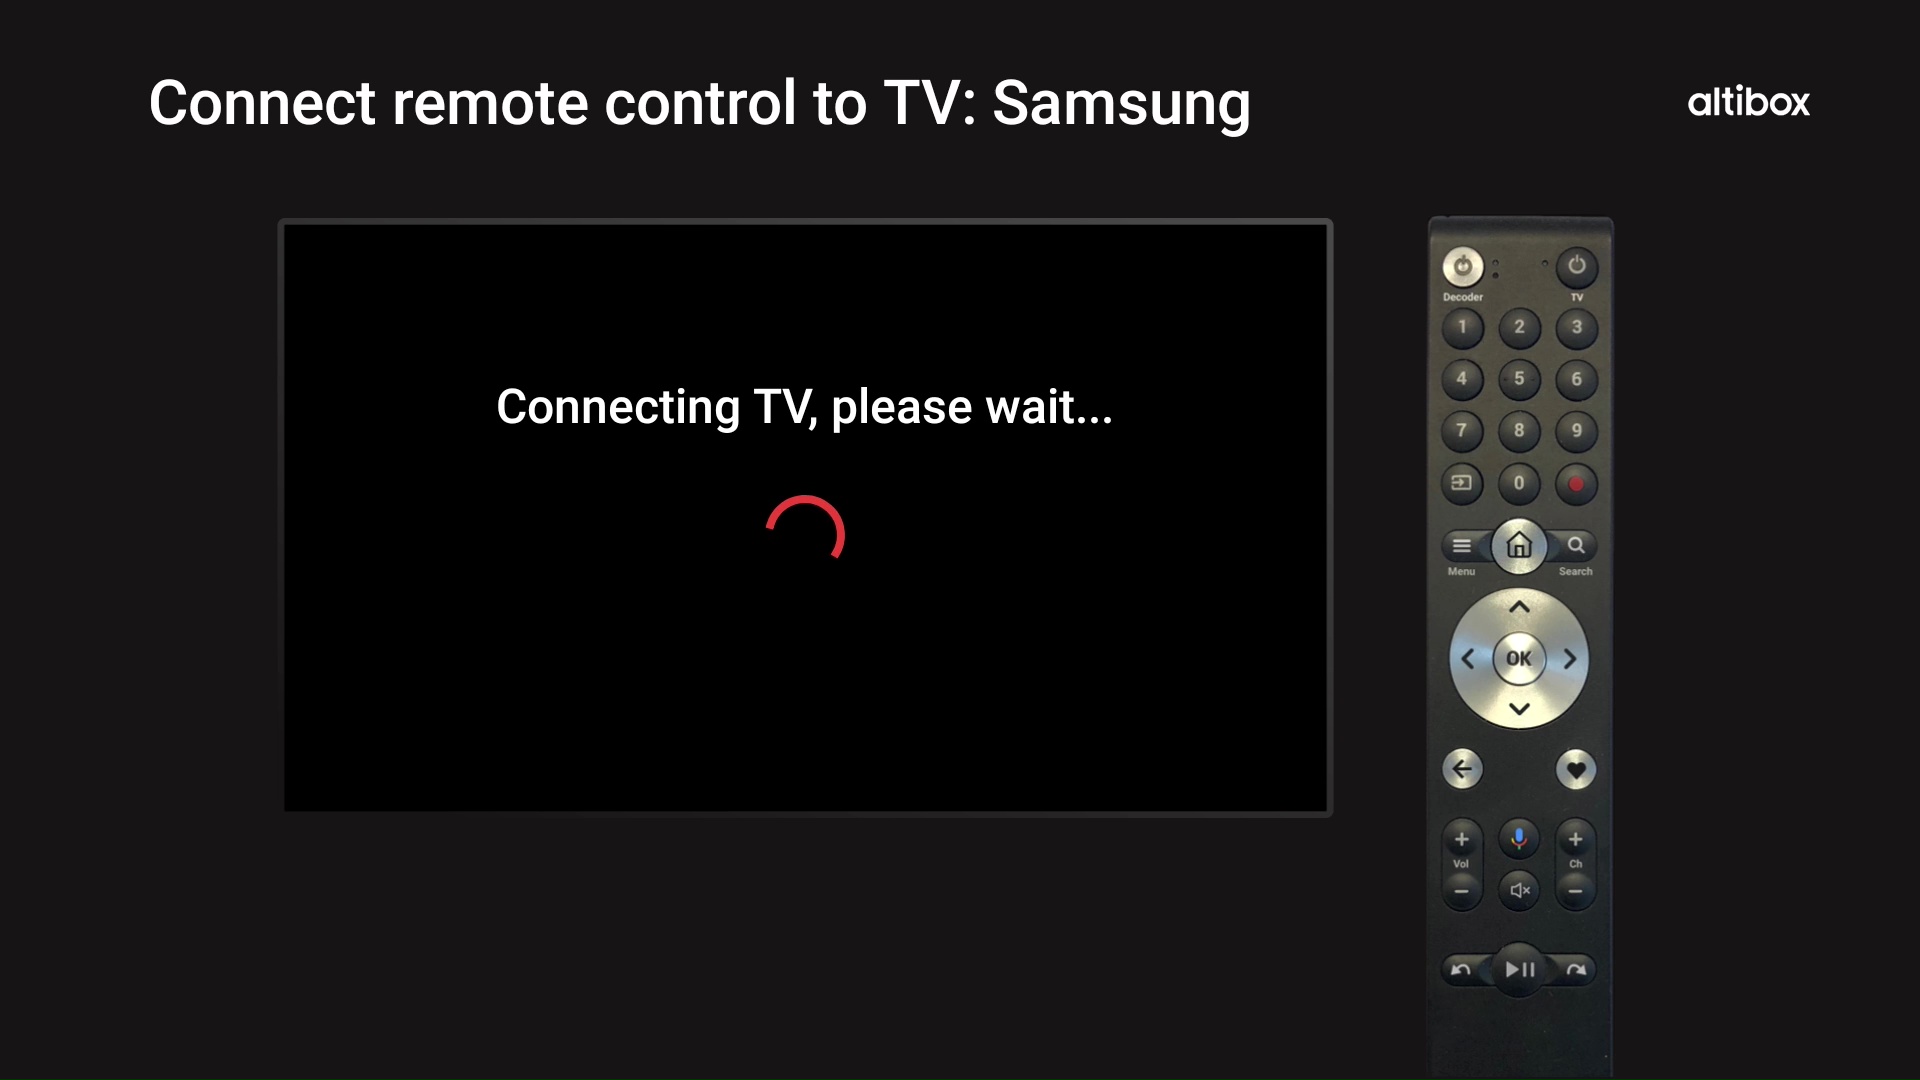 Connect remote control to TV: Samsung
altibox
Connecting TV, please wait...
Decoder
TV
1 2 3
4 5 6
7 8 9
0
Menu
Search
OK
+ +
Vol Ch
− −